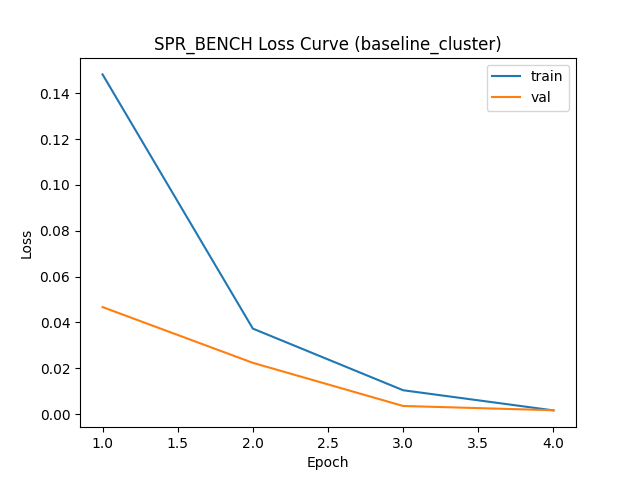 SPR_BENCH Loss Curve (baseline_cluster)
train
val
0.14
0.12
0.10
0.08
0.06
0.04
0.02
0.00
Loss
1.0 1.5 2.0 2.5 3.0 3.5 4.0
Epoch